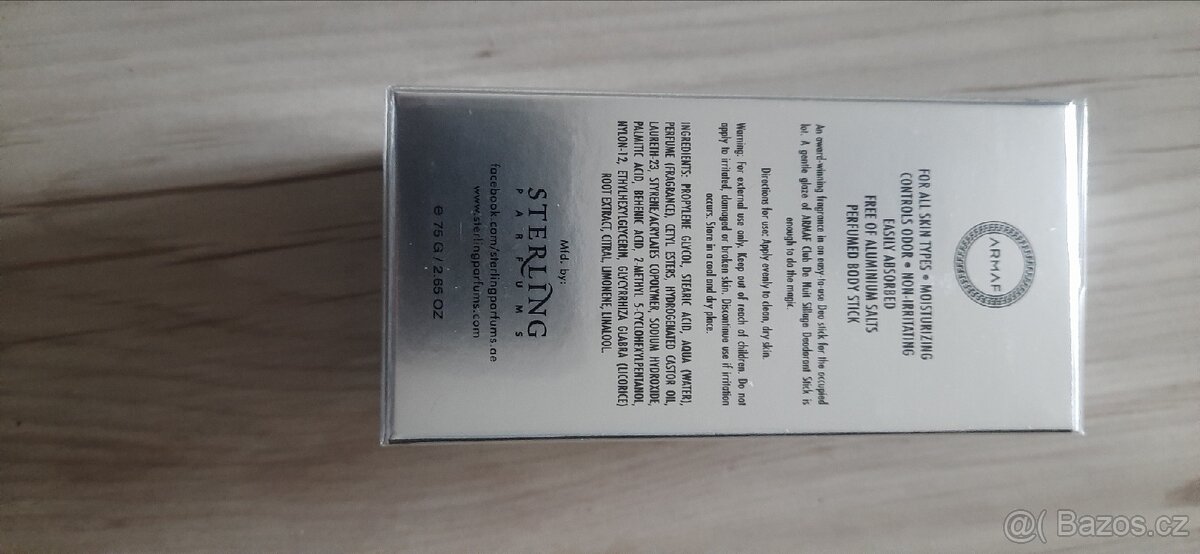 ARMAF
FOR ALL SKIN TYPES • MOISTURIZING
CONTROLS ODOR • NON-IRRITATING
EASILY ABSORBED
FREE OF ALUMINIUM SALTS
PERFUMED BODY STICK
An award-winning fragrance in an easy-to-use Deo stick for the occupied
lot. A gentle glaze of ARMAF Club De Nuit Sillage Deodorant Stick is
enough to do the magic.
Directions for use: Apply evenly to clean, dry skin.
Warning: For external use only. Keep out of reach of children. Do not
apply to irritated, damaged or broken skin. Discontinue use if irritation
occurs. Store in a cool and dry place.
INGREDIENTS: PROPYLENE GLYCOL, STEARIC ACID, AQUA (WATER),
PERFUME (FRAGRANCE), CETYL ESTERS, HYDROGENATED CASTOR OIL,
LAURETH-23, STYRENE/ACRYLATES COPOLYMER, SODIUM HYDROXIDE,
PALMITIC ACID, BEHENIC ACID, 2-METHYL 5-CYCLOHEXYLPENTANOL,
NYLON-12, ETHYLHEXYLGLYCERIN, GLYCYRRHIZA GLABRA (LICORICE)
ROOT EXTRACT, CITRAL, LIMONENE, LINALOOL.
Mfd. by:
STERLING
PARFUMS
facebook.com/sterlingparfums.ae
www.sterlingparfums.com
℮ 75 G / 2.65 OZ
@( Bazos.cz